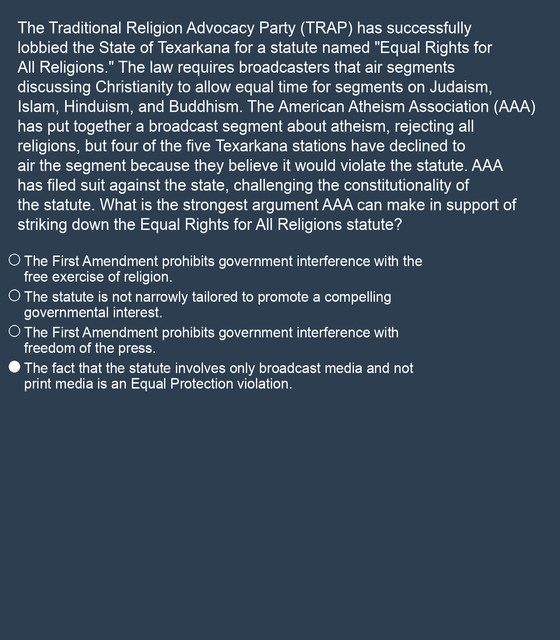 The Traditional Religion Advocacy Party (TRAP) has successfully
lobbied the State of Texarkana for a statute named "Equal Rights for
All Religions." The law requires broadcasters that air segments
discussing Christianity to allow equal time for segments on Judaism,
Islam, Hinduism, and Buddhism. The American Atheism Association (AAA)
has put together a broadcast segment about atheism, rejecting all
religions, but four of the five Texarkana stations have declined to
air the segment because they believe it would violate the statute. AAA
has filed suit against the state, challenging the constitutionality of
the statute. What is the strongest argument AAA can make in support of
striking down the Equal Rights for All Religions statute?
The First Amendment prohibits government interference with the
free exercise of religion.
The statute is not narrowly tailored to promote a compelling
governmental interest.
The First Amendment prohibits government interference with
freedom of the press.
The fact that the statute involves only broadcast media and not
print media is an Equal Protection violation.